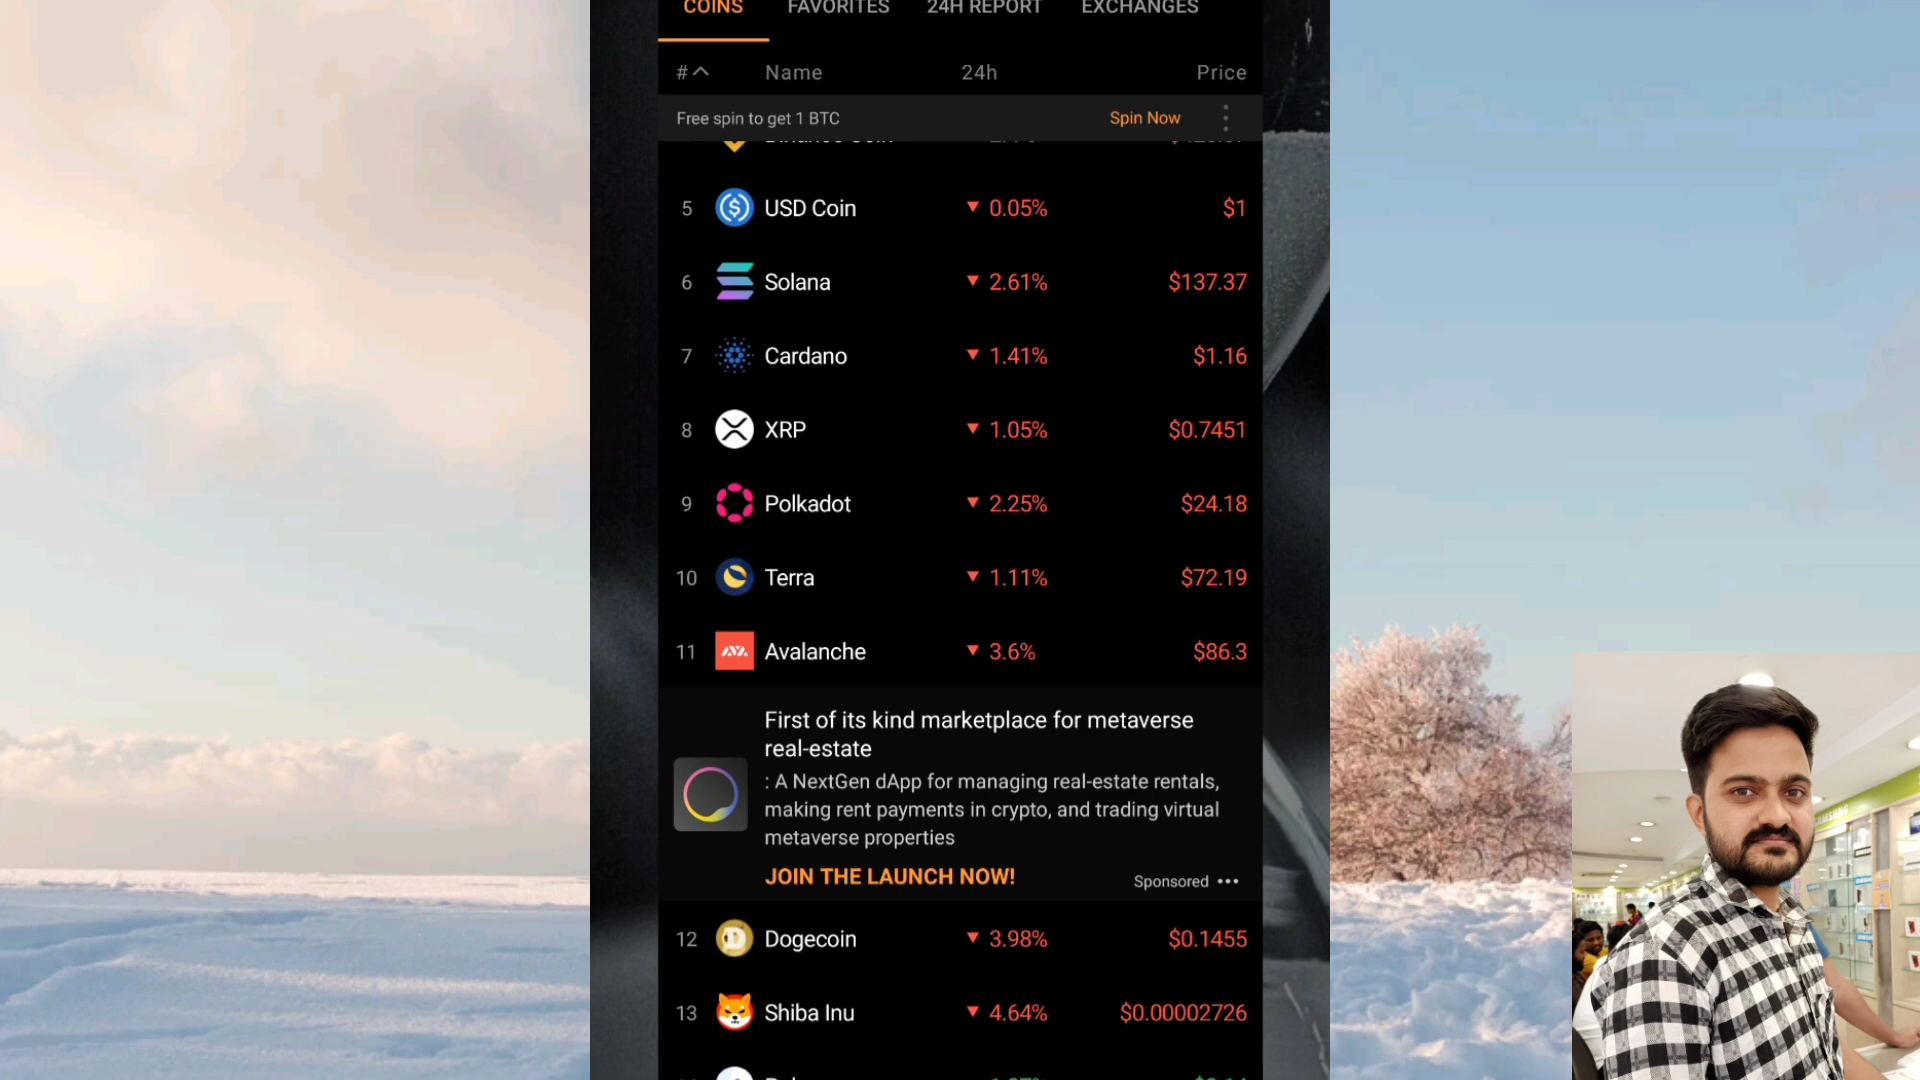 COINS FAVORITES 24H REPORT EXCHANGES
# Name 24h Price
Free spin to get 1 BTC Spin Now
5 USD Coin ▼ 0.05% $1
6 Solana ▼ 2.61% $137.37
7 Cardano ▼ 1.41% $1.16
8 XRP ▼ 1.05% $0.7451
9 Polkadot ▼ 2.25% $24.18
10 Terra ▼ 1.11% $72.19
11 Avalanche ▼ 3.6% $86.3
First of its kind marketplace for metaverse
real-estate
: A NextGen dApp for managing real-estate rentals,
making rent payments in crypto, and trading virtual
metaverse properties
JOIN THE LAUNCH NOW! Sponsored
12 Dogecoin ▼ 3.98% $0.1455
13 Shiba Inu ▼ 4.64% $0.00002726